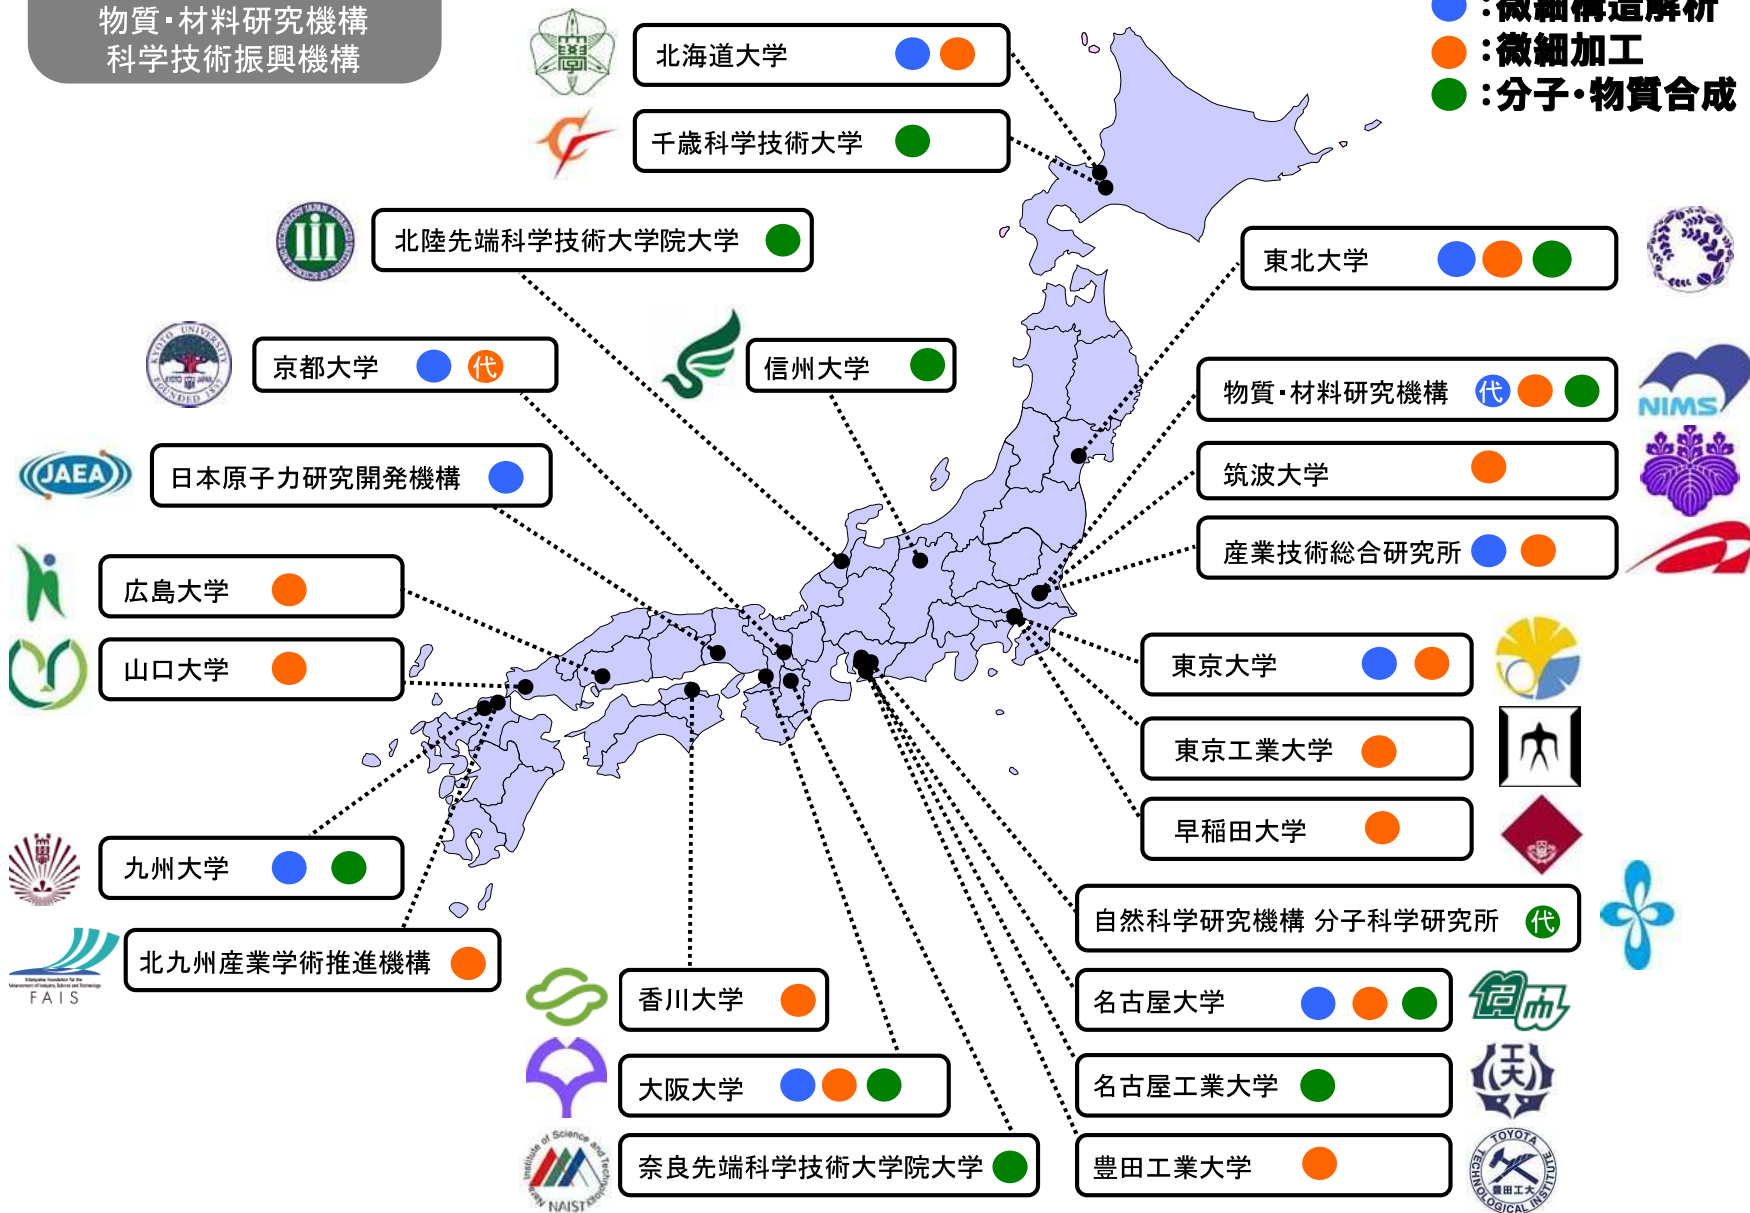 物質・材料研究機構
科学技術振興機構
：微細構造解析
：微細加工
：分子・物質合成
北海道大学
千歳科学技術大学
北陸先端科学技術大学院大学
東北大学
京都大学 代
信州大学
物質・材料研究機構 代
NIMS
JAEA
日本原子力研究開発機構
筑波大学
産業技術総合研究所
広島大学
山口大学
東京大学
東京工業大学
早稲田大学
九州大学
自然科学研究機構 分子科学研究所 代
北九州産業学術推進機構
FAIS
香川大学
名古屋大学
大阪大学
名古屋工業大学
奈良先端科学技術大学院大学
NAIST
豊田工業大学
TOYOTA
TECHNOLOGICAL INSTITUTE
豊田工大